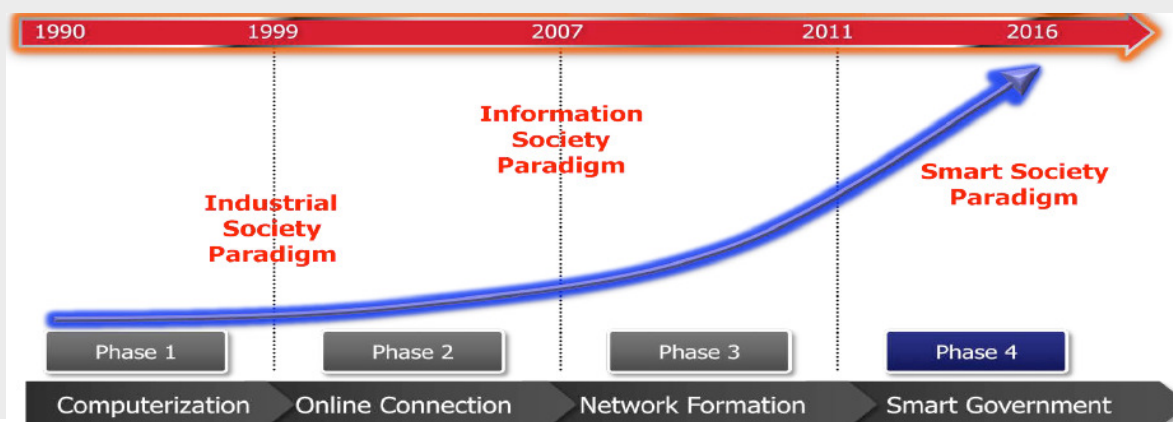 1990 1999 2007 2011 2016
Information
Society
Paradigm
Smart Society
Paradigm
Industrial
Society
Paradigm
Phase 1 Phase 2 Phase 3 Phase 4
Computerization Online Connection Network Formation Smart Government